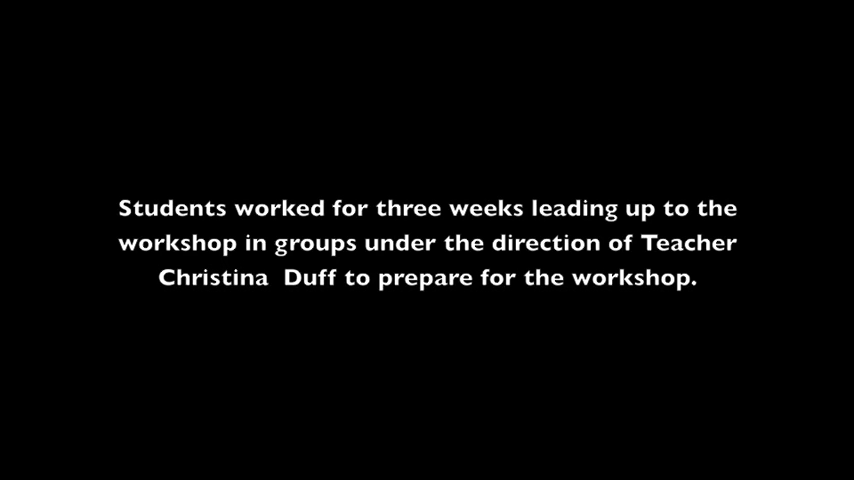 Students worked for three weeks leading up to the
workshop in groups under the direction of Teacher
Christina  Duff to prepare for the workshop.